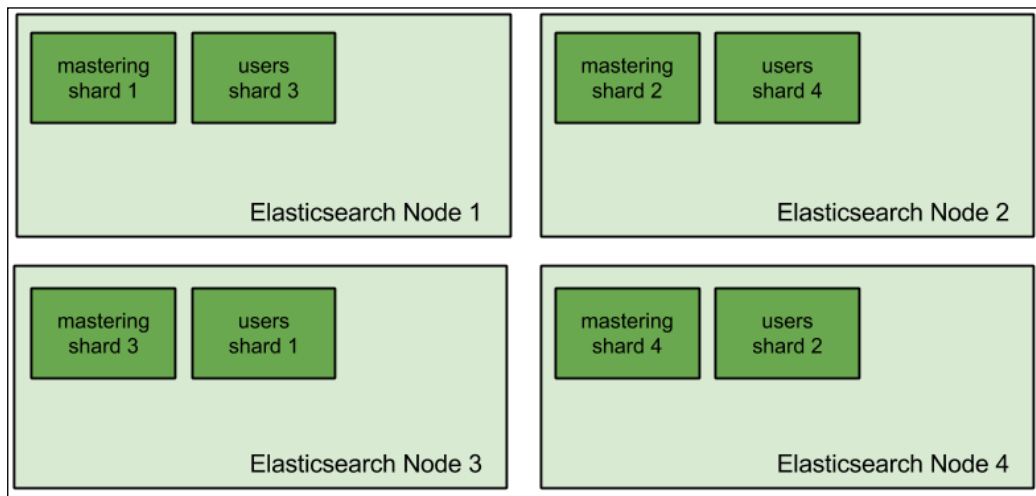 mastering
shard 1
users
shard 3
Elasticsearch Node 1
mastering
shard 2
users
shard 4
Elasticsearch Node 2
mastering
shard 3
users
shard 1
Elasticsearch Node 3
mastering
shard 4
users
shard 2
Elasticsearch Node 4